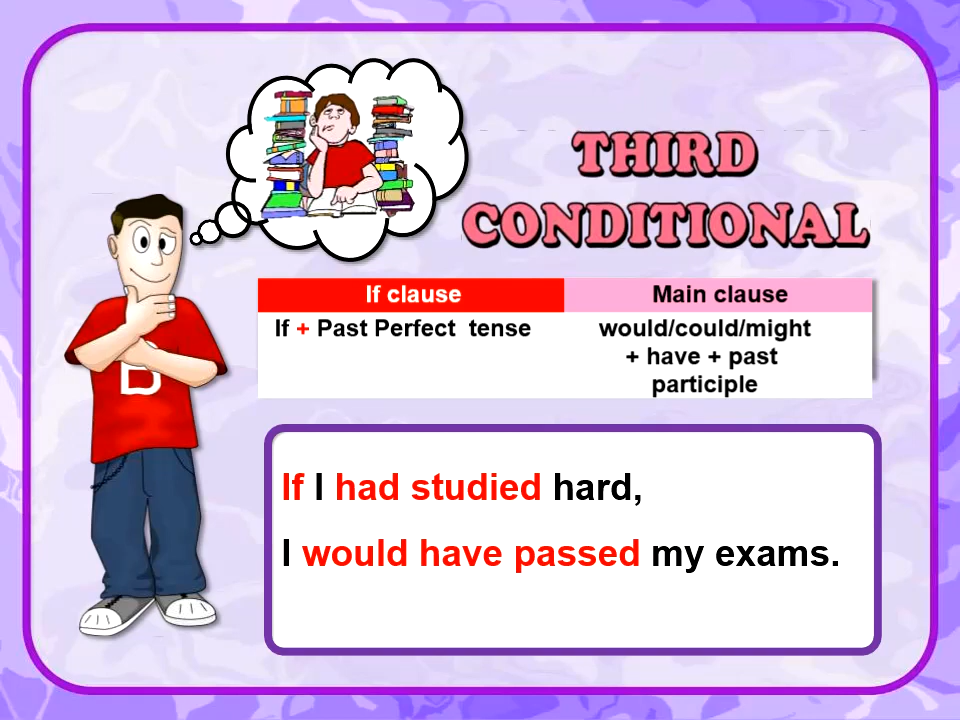 THIRD
CONDITIONAL
If clause Main clause
If + Past Perfect tense would/could/might
+ have + past
participle
B
If I had studied hard,
I would have passed my exams.